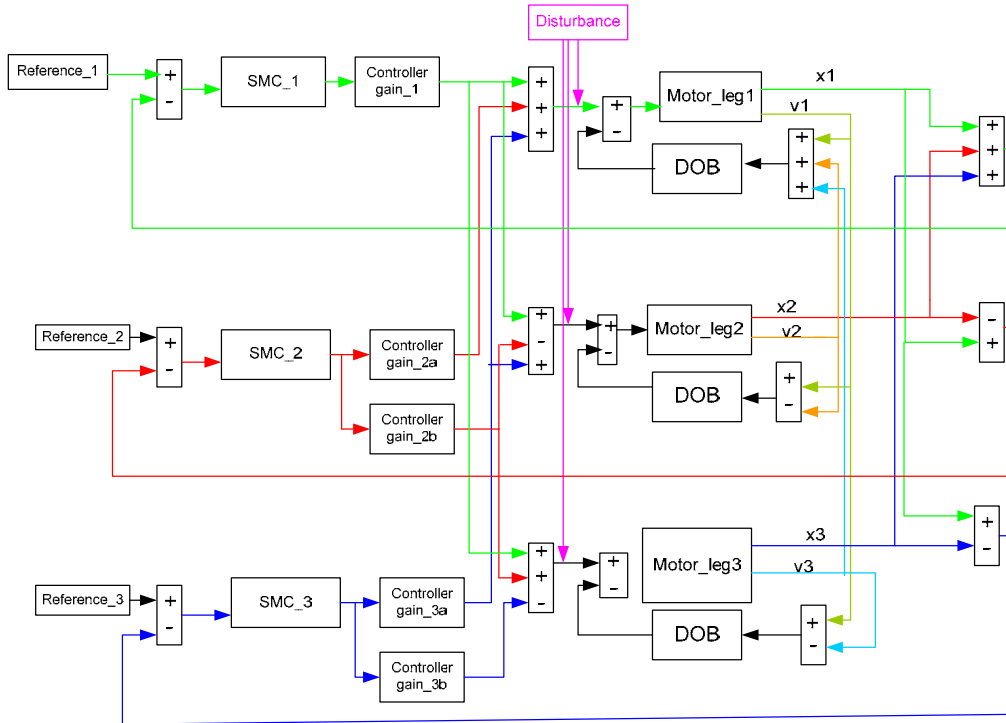 Disturbance
Reference_1
+
-
SMC_1
Controller
gain_1
+
+
+
+
-
Motor_leg1
x1
v1
DOB
+
+
+
+
+
+
Reference_2
+
-
SMC_2
Controller
gain_2a
Controller
gain_2b
+
-
+
+
-
Motor_leg2
x2
v2
DOB
+
-
-
+
Reference_3
+
-
SMC_3
Controller
gain_3a
Controller
gain_3b
+
+
-
+
-
Motor_leg3
x3
v3
DOB
+
-
+
-